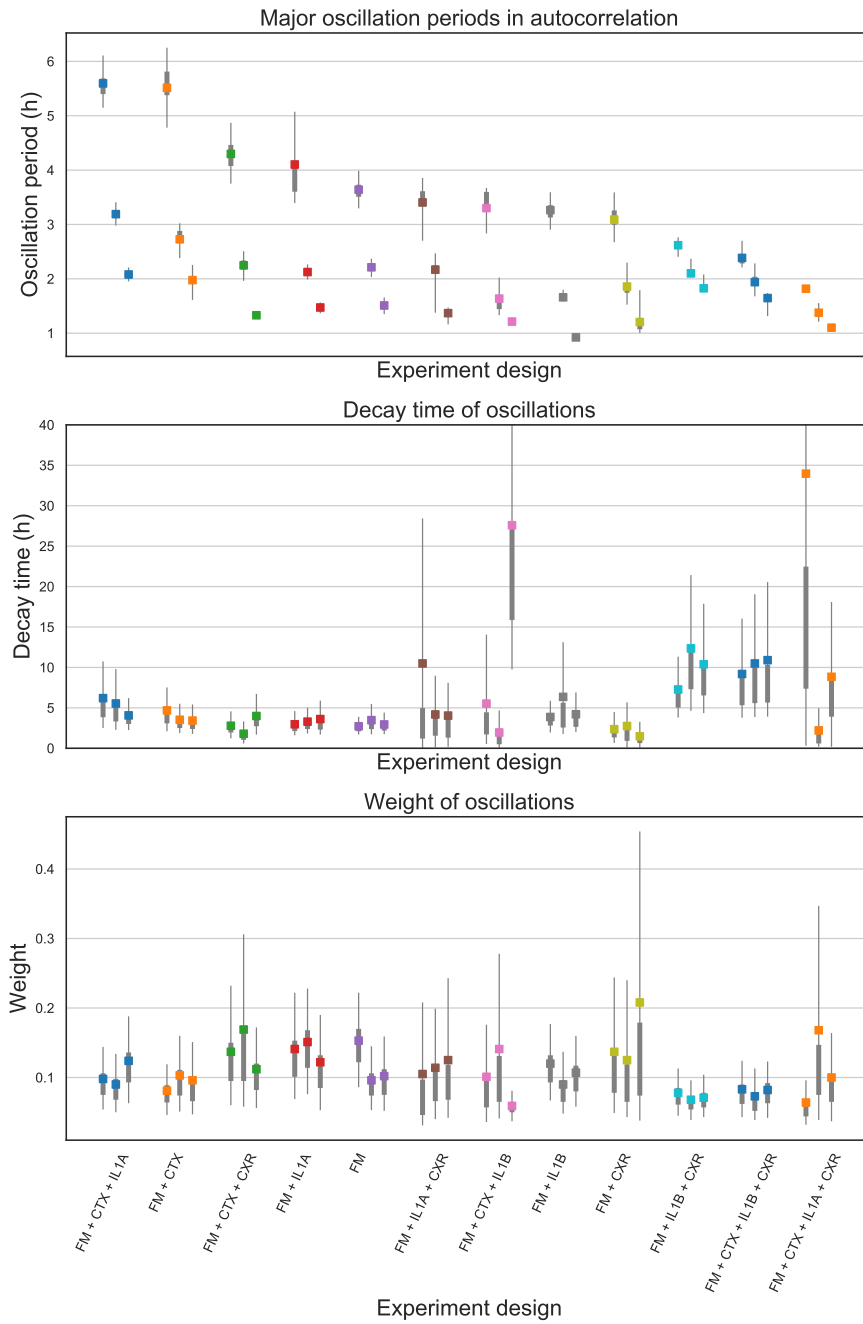 Major oscillation periods in autocorrelation
6
5
4
3
2
1
Oscillation period (h)
Experiment design
Decay time of oscillations
40
35
30
25
20
15
10
5
0
Decay time (h)
Experiment design
Weight of oscillations
0.4
0.3
0.2
0.1
Weight
FM + CTX + IL1A
FM + CTX
FM + CTX + CXR
FM + IL1A
FM
FM + IL1A + CXR
FM + CTX + IL1B
FM + IL1B
FM + CXR
FM + IL1B + CXR
FM + CTX + IL1B + CXR
FM + CTX + IL1A + CXR
Experiment design